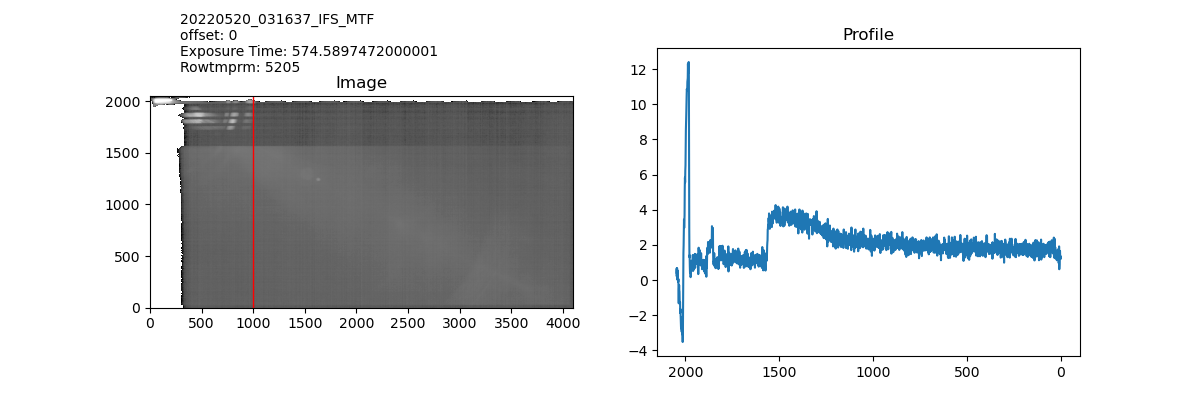 20220520_031637_IFS_MTF
offset: 0
Exposure Time: 574.5897472000001
Rowtmprm: 5205
Image
2000
1500
1000
500
0
0 500 1000 1500 2000 2500 3000 3500 4000
Profile
12
10
8
6
4
2
0
−2
−4
2000 1500 1000 500 0